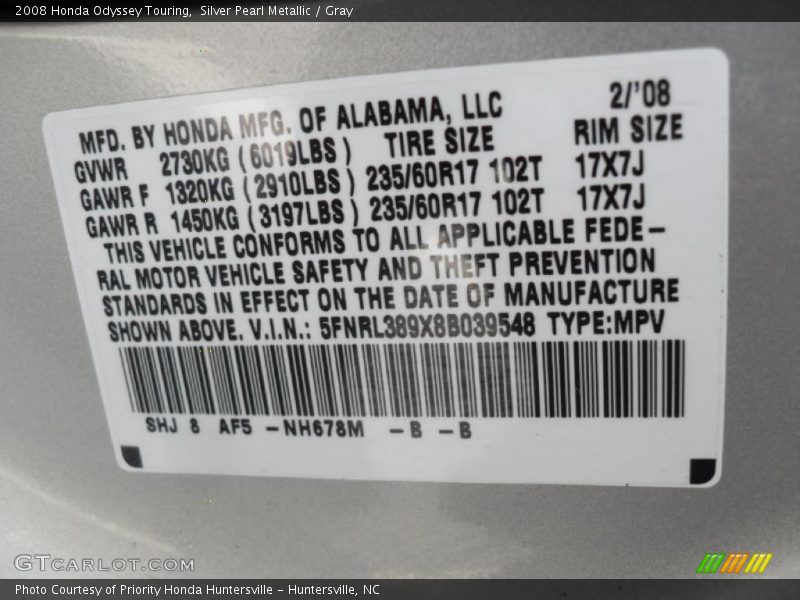 2008 Honda Odyssey Touring,  Silver Pearl Metallic / Gray
2/'08
MFD. BY HONDA MFG. OF ALABAMA, LLC
GVWR 2730KG (6019LBS) TIRE SIZE RIM SIZE
GAWR F 1320KG (2910LBS) 235/60R17 102T 17X7J
GAWR R 1450KG (3197LBS) 235/60R17 102T 17X7J
THIS VEHICLE CONFORMS TO ALL APPLICABLE FEDE-
RAL MOTOR VEHICLE SAFETY AND THEFT PREVENTION
STANDARDS IN EFFECT ON THE DATE OF MANUFACTURE
SHOWN ABOVE. V.I.N.: 5FNRL389X8B039548 TYPE:MPV
SHJ 8 AF5 -NH678M -B -B
GTCARLOT.COM
Photo Courtesy of Priority Honda Huntersville - Huntersville, NC